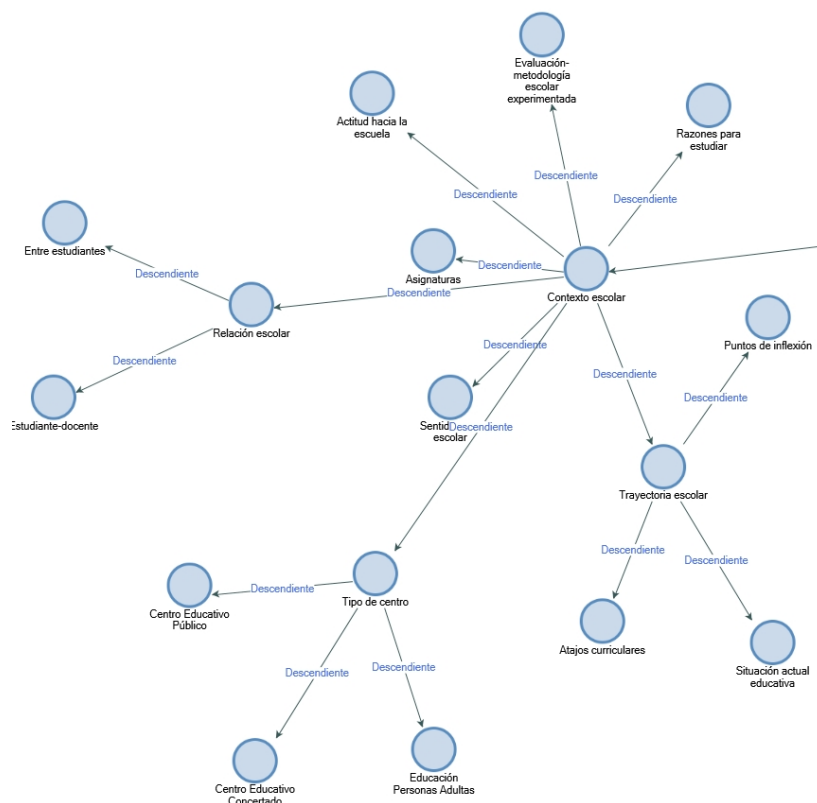 Evaluación-
metodología
escolar
experimentada
Actitud hacia la
escuela
Razones para
estudiar
Descendiente
Descendiente
Descendiente
Entre estudiantes
Descendiente
Asignaturas
Descendiente
Descendiente
Contexto escolar
Relación escolar
Puntos de inflexión
Descendiente
Descendiente
Descendiente
Descendiente
Estudiante-docente
escolar
Descendiente
Trayectoria escolar
Descendiente
Descendiente
Descendiente
Tipo de centro
Centro Educativo
Público
Atajos curriculares
Situación actual
educativa
Descendiente
Descendiente
Educación
Personas Adultas
Centro Educativo
Concertado